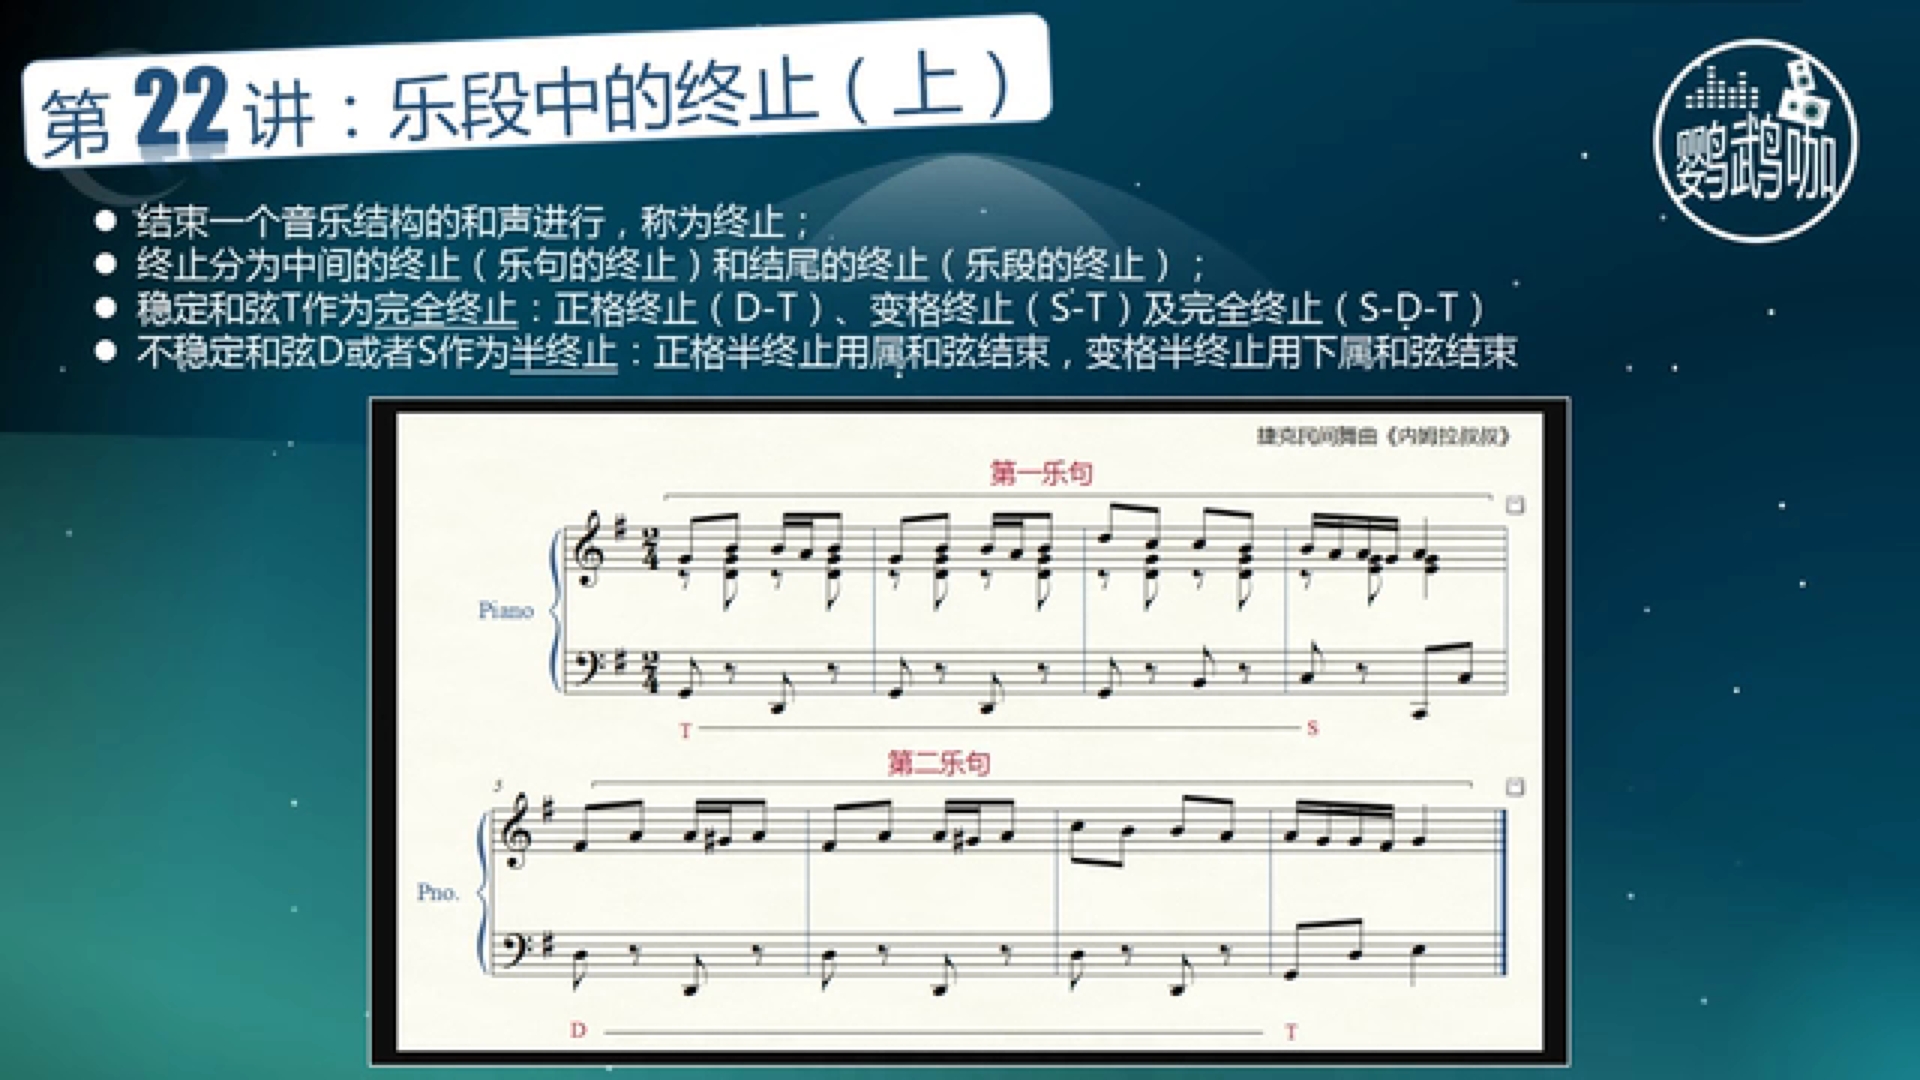 第 22 讲：乐段中的终止（上）
鹦鹉咖
● 结束一个音乐结构的和声进行，称为终止；
● 终止分为中间的终止（乐句的终止）和结尾的终止（乐段的终止）；
● 稳定和弦T作为完全终止：正格终止（D-T）、变格终止（S-T）及完全终止（S-D-T）
● 不稳定和弦D或者S作为半终止：正格半终止用属和弦结束，变格半终止用下属和弦结束
捷克民间舞曲《内姆拉叔叔》
第一乐句
Piano
T S
第二乐句
5
Pno.
D T